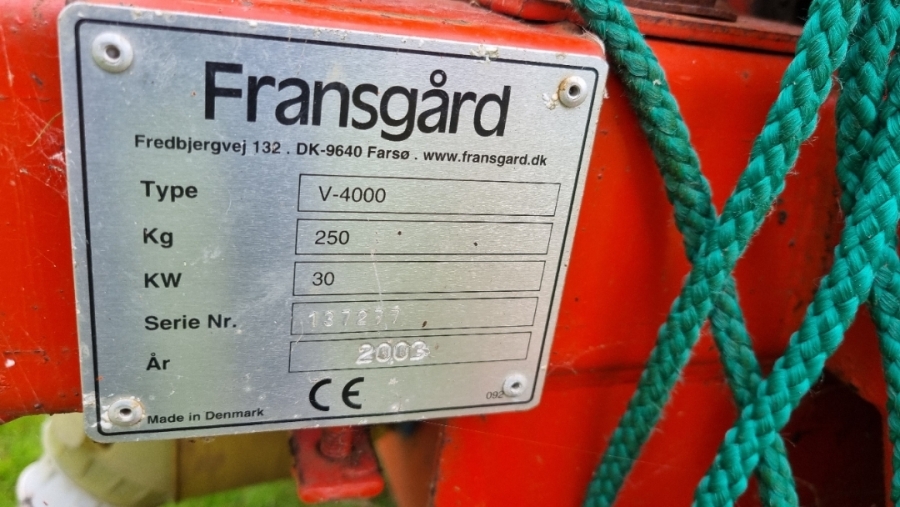 Fransgård
Fredbjergvej 132 . DK-9640 Farsø . www.fransgard.dk
Type V-4000
Kg 250
KW 30
Serie Nr.
År 2003
CE
Made in Denmark